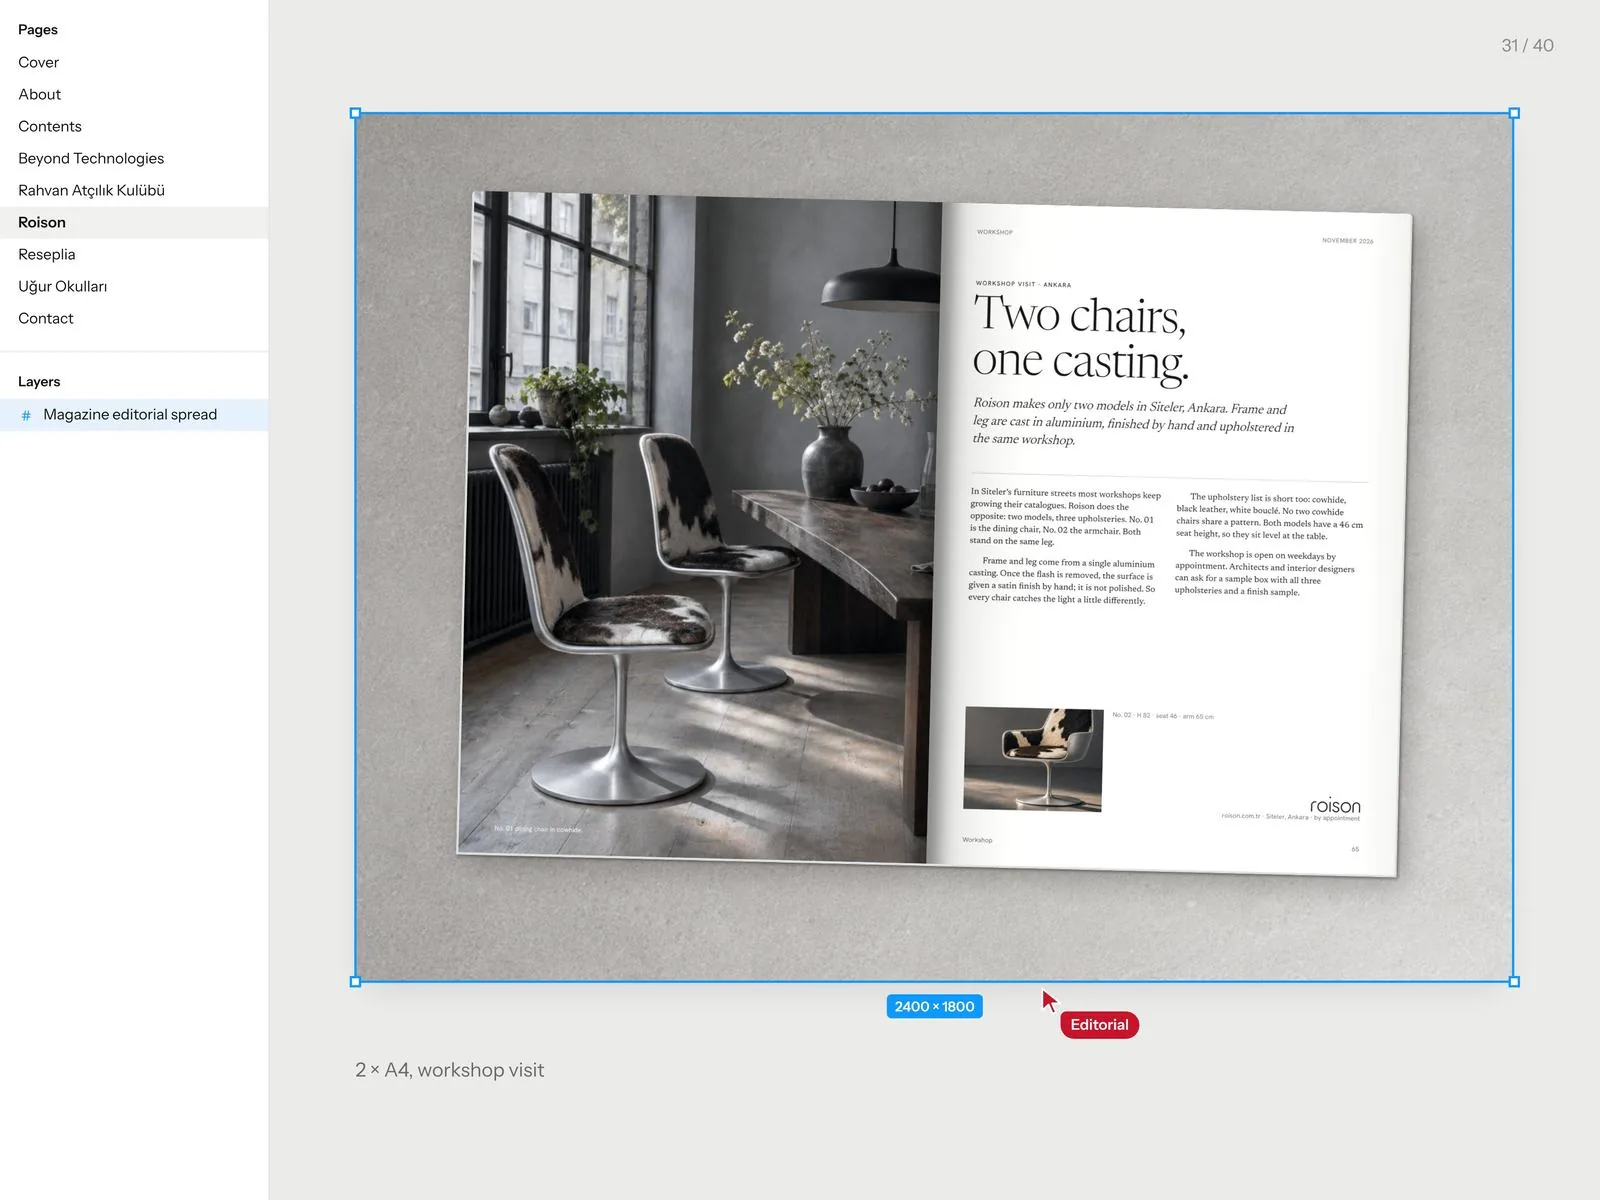 Pages
Cover
About
Contents
Beyond Technologies
Rahvan Atçılık Kulübü
Roison
Reseplia
Uğur Okulları
Contact
Layers
# Magazine editorial spread
31 / 40
WORKSHOP
NOVEMBER 2026
WORKSHOP VISIT · ANKARA
Two chairs,
one casting.
Roison makes only two models in Siteler, Ankara. Frame and
leg are cast in aluminium, finished by hand and upholstered in
the same workshop.
In Siteler's furniture streets most workshops keep
growing their catalogues. Roison does the
opposite: two models, three upholsteries. No. 01
is the dining chair, No. 02 the armchair. Both
stand on the same leg.
Frame and leg come from a single aluminium
casting. Once the flash is removed, the surface is
given a satin finish by hand; it is not polished. So
every chair catches the light a little differently.
The upholstery list is short too: cowhide,
black leather, white bouclé. No two cowhide
chairs share a pattern. Both models have a 46 cm
seat height, so they sit level at the table.
The workshop is open on weekdays by
appointment. Architects and interior designers
can ask for a sample box with all three
upholsteries and a finish sample.
No. 02 · H 82 · seat 46 · arm 65 cm
No. 01 dining chair in cowhide.
roison
roison.com.tr · Siteler, Ankara · by appointment
Workshop
65
2400 × 1800
Editorial
2 × A4, workshop visit